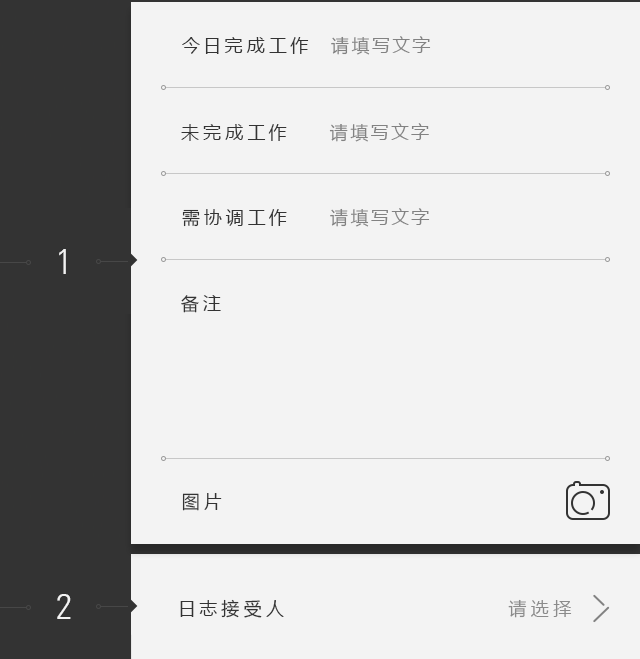 今日完成工作 请填写文字
未完成工作 请填写文字
需协调工作 请填写文字
1
备注
图片
2 日志接受人 请选择